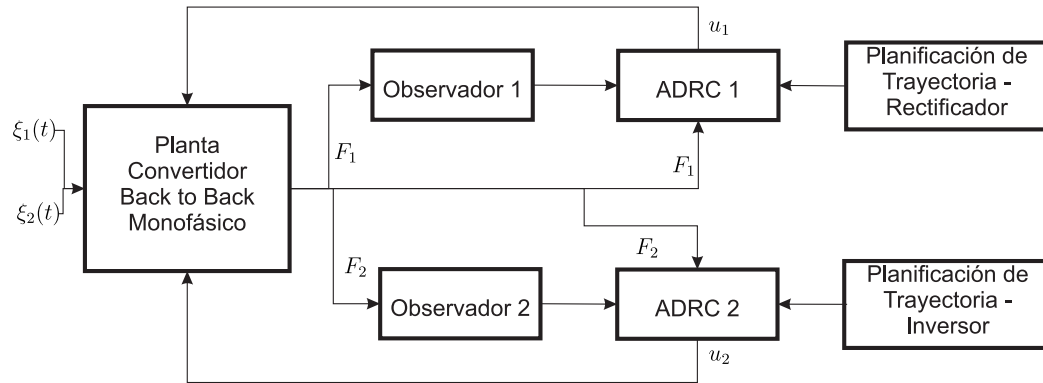 u₁
Planificación de
Trayectoria -
Rectificador
Observador 1
ADRC 1
ξ₁(t)
ξ₂(t)
Planta
Convertidor
Back to Back
Monofásico
F₁
F₁
F₂
F₂
Observador 2
ADRC 2
Planificación de
Trayectoria -
Inversor
u₂